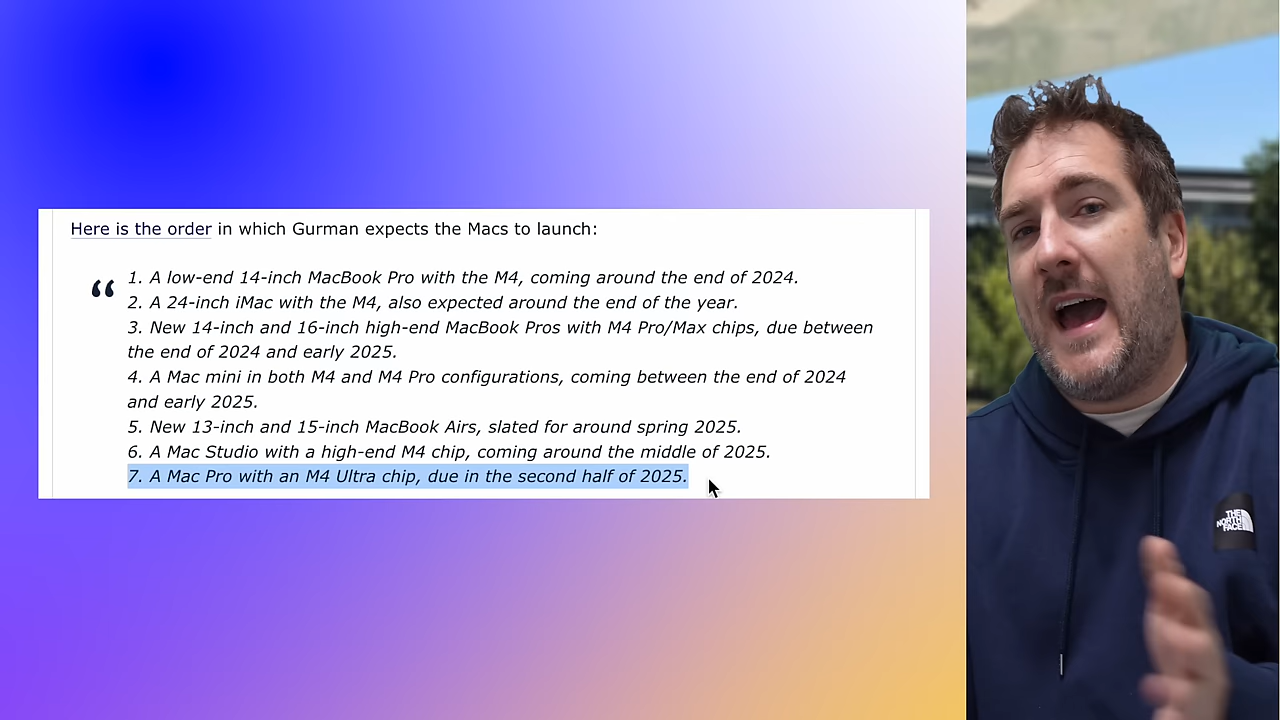 Here is the order in which Gurman expects the Macs to launch:
“
1. A low-end 14-inch MacBook Pro with the M4, coming around the end of 2024.
2. A 24-inch iMac with the M4, also expected around the end of the year.
3. New 14-inch and 16-inch high-end MacBook Pros with M4 Pro/Max chips, due between
the end of 2024 and early 2025.
4. A Mac mini in both M4 and M4 Pro configurations, coming between the end of 2024
and early 2025.
5. New 13-inch and 15-inch MacBook Airs, slated for around spring 2025.
6. A Mac Studio with a high-end M4 chip, coming around the middle of 2025.
7. A Mac Pro with an M4 Ultra chip, due in the second half of 2025.
THE
NORTH
FACE